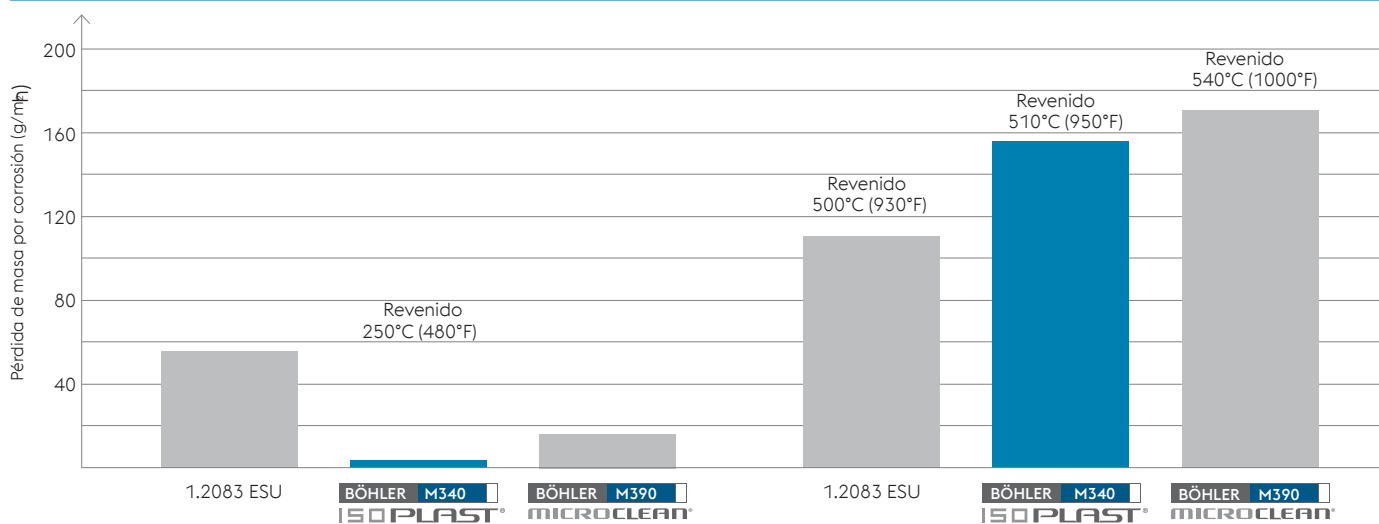 Pérdida de masa por corrosión (g/m²h)
200
160
120
80
40
Revenido
250°C (480°F)
Revenido
500°C (930°F)
Revenido
510°C (950°F)
Revenido
540°C (1000°F)
1.2083 ESU
BÖHLER M340
ISOPLAST®
BÖHLER M390
MICROCLEAN®
1.2083 ESU
BÖHLER M340
ISOPLAST®
BÖHLER M390
MICROCLEAN®